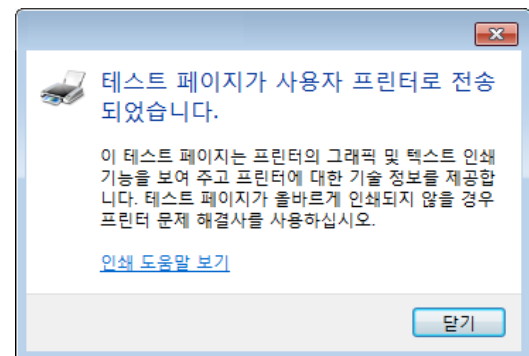 테스트 페이지가 사용자 프린터로 전송
되었습니다.
이 테스트 페이지는 프린터의 그래픽 및 텍스트 인쇄
기능을 보여 주고 프린터에 대한 기술 정보를 제공합
니다. 테스트 페이지가 올바르게 인쇄되지 않을 경우
프린터 문제 해결사를 사용하십시오.
인쇄 도움말 보기
닫기